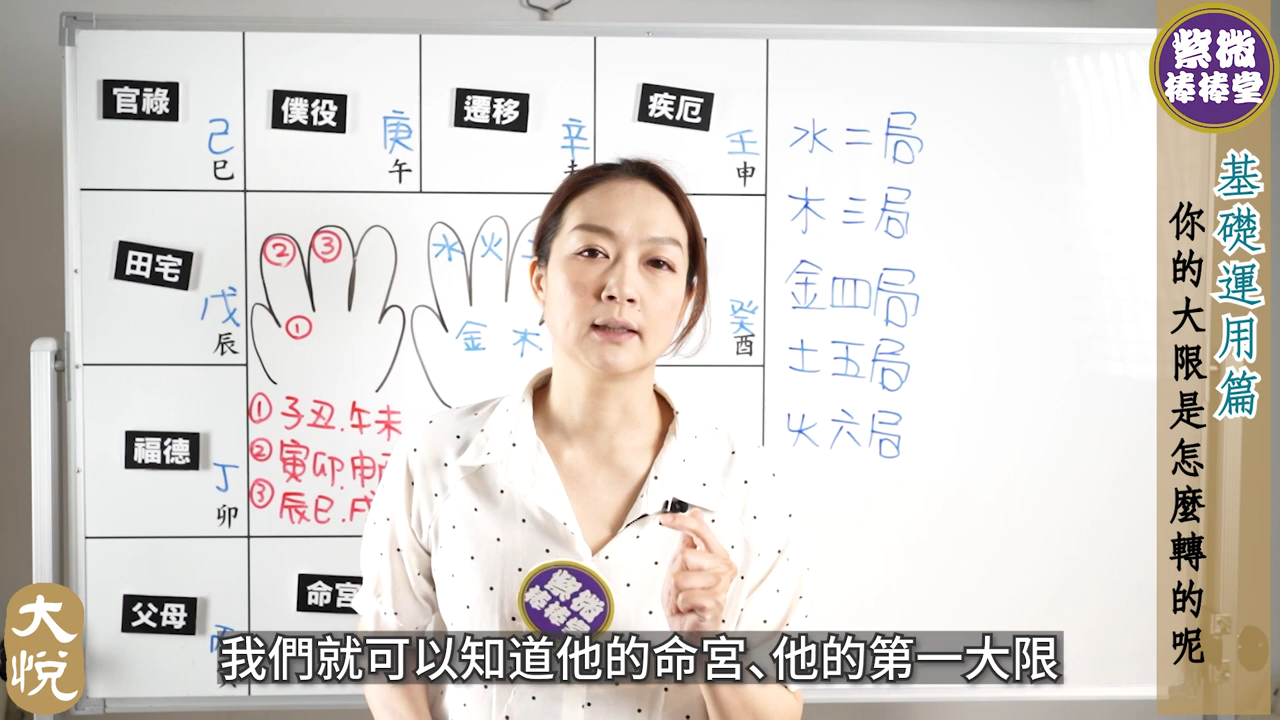 官祿
己
巳
僕役
庚
午
遷移
辛
疾厄
壬
申
田宅
戊
辰
癸
酉
福德
丁
卯
父母
命宮
② ③
①
水 火
金 木
① 子丑.午未
② 寅卯.申
③ 辰巳.戌
水二局
木三局
金四局
土五局
火六局
紫微
棒棒堂
紫微
棒棒堂
基礎運用篇
你的大限是怎麼轉的呢
大悅
我們就可以知道他的命宮、他的第一大限